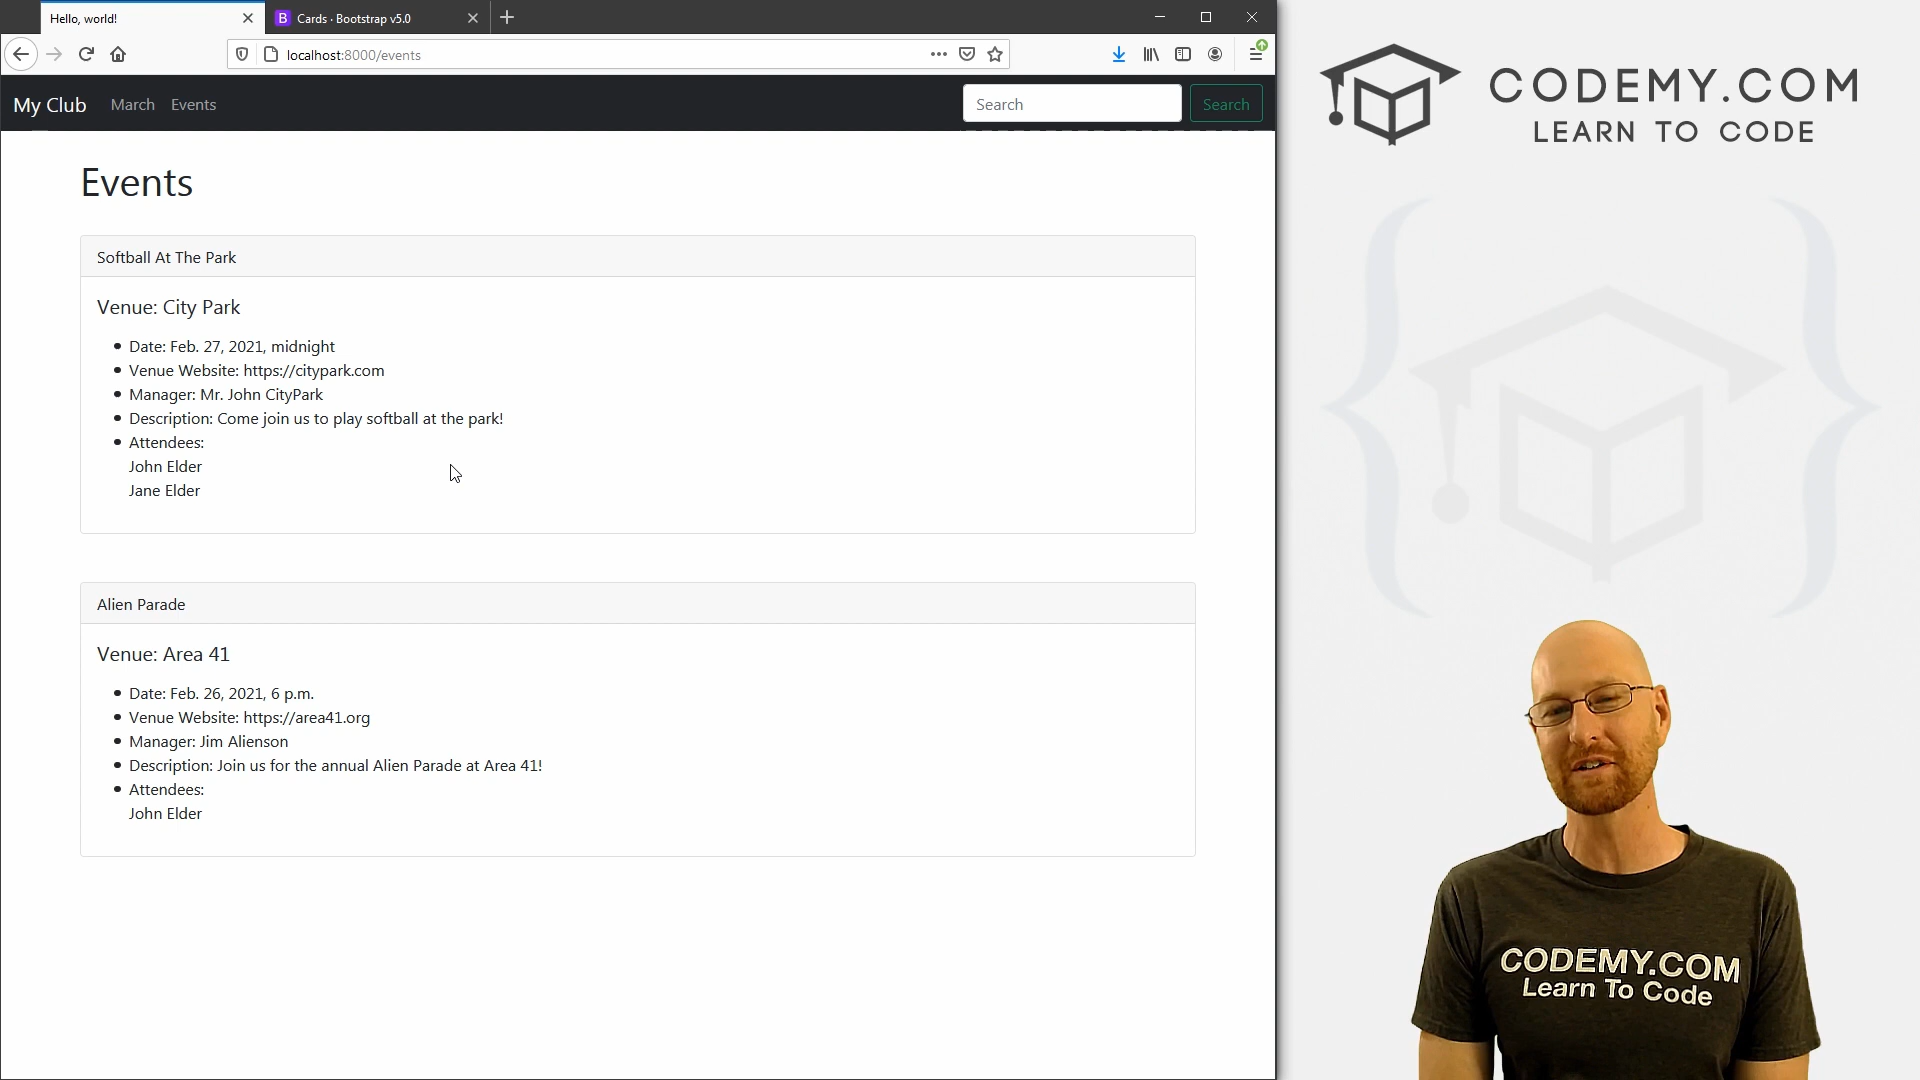 Hello, world!
B Cards · Bootstrap v5.0
localhost:8000/events
My Club March Events Search Search
Events
Softball At The Park
Venue: City Park
Date: Feb. 27, 2021, midnight
Venue Website: https://citypark.com
Manager: Mr. John CityPark
Description: Come join us to play softball at the park!
Attendees:
John Elder
Jane Elder
Alien Parade
Venue: Area 41
Date: Feb. 26, 2021, 6 p.m.
Venue Website: https://area41.org
Manager: Jim Alienson
Description: Join us for the annual Alien Parade at Area 41!
Attendees:
John Elder
CODEMY.COM
LEARN TO CODE
CODEMY.COM
Learn To Code